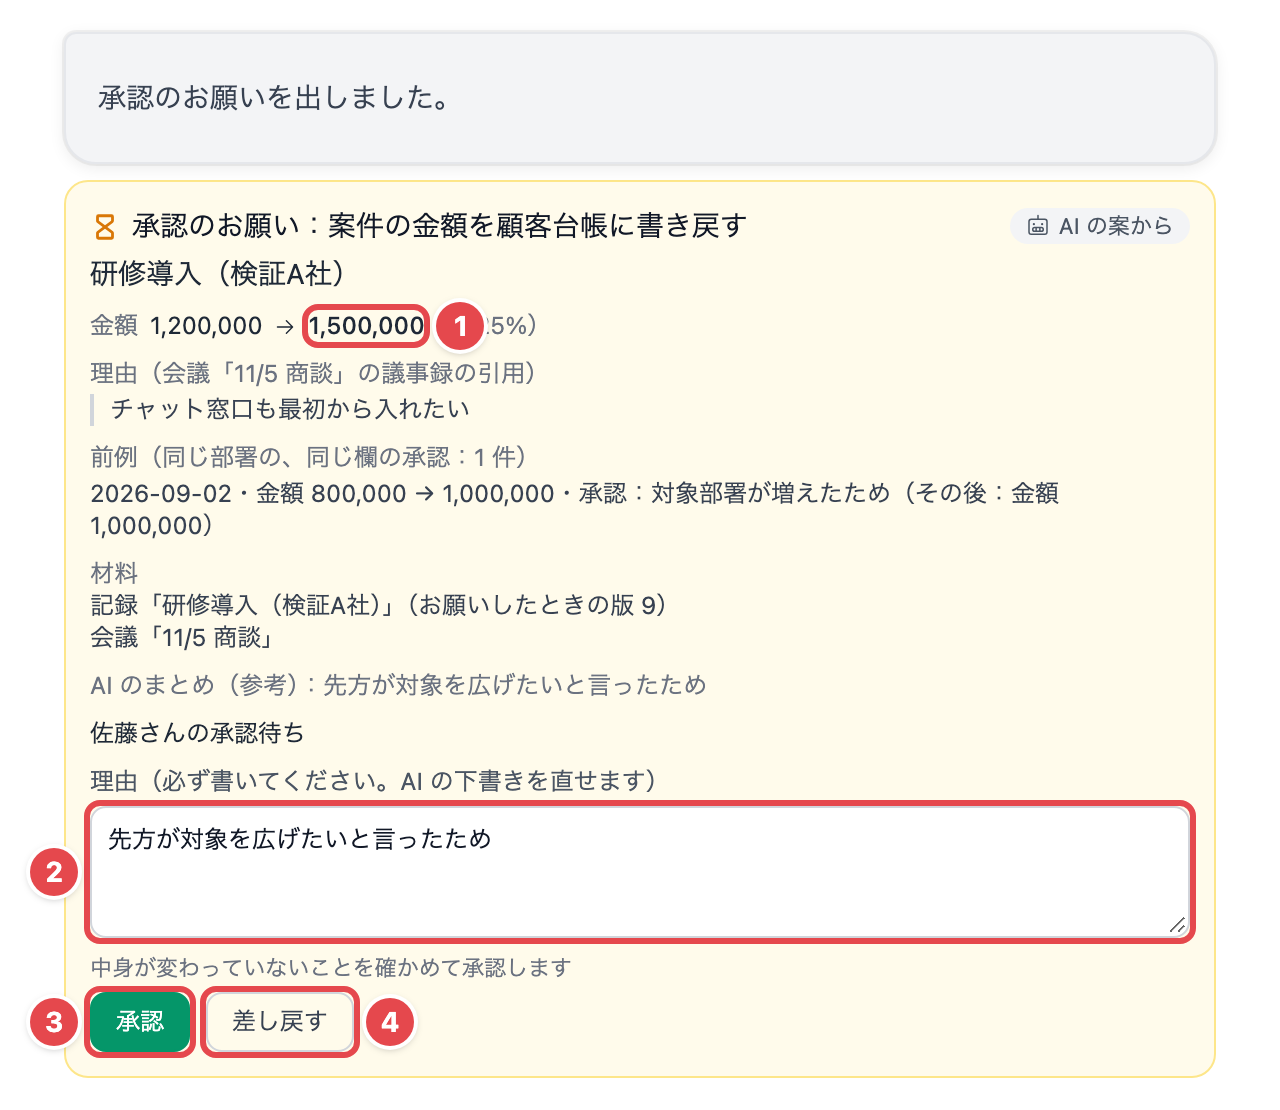 承認のお願いを出しました。
承認のお願い：案件の金額を顧客台帳に書き戻す
AI の案から
研修導入（検証A社）
金額 1,200,000 → 1,500,000 1 5%）
理由（会議「11/5 商談」の議事録の引用）
チャット窓口も最初から入れたい
前例（同じ部署の、同じ欄の承認：1 件）
2026-09-02・金額 800,000 → 1,000,000・承認：対象部署が増えたため（その後：金額
1,000,000）
材料
記録「研修導入（検証A社）」（お願いしたときの版 9）
会議「11/5 商談」
AI のまとめ（参考）：先方が対象を広げたいと言ったため
佐藤さんの承認待ち
理由（必ず書いてください。AI の下書きを直せます）
先方が対象を広げたいと言ったため
2
中身が変わっていないことを確かめて承認します
3 承認 差し戻す 4